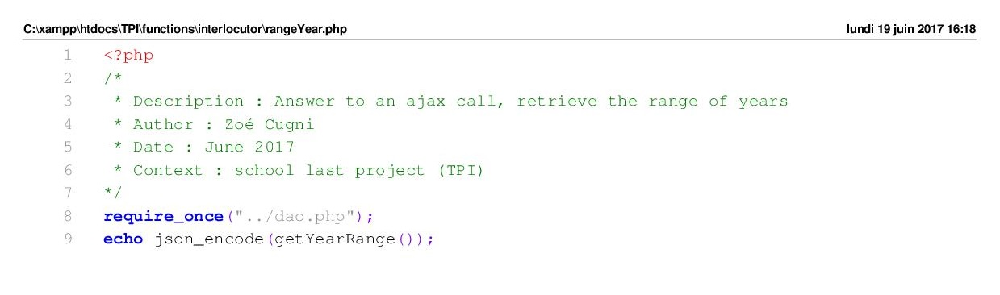 C:\xampp\htdocs\TPI\functions\interlocutor\rangeYear.php lundi 19 juin 2017 16:18
1 <?php
2 /*
3 * Description : Answer to an ajax call, retrieve the range of years
4 * Author : Zoé Cugni
5 * Date : June 2017
6 * Context : school last project (TPI)
7 */
8 require_once("../dao.php");
9 echo json_encode(getYearRange());